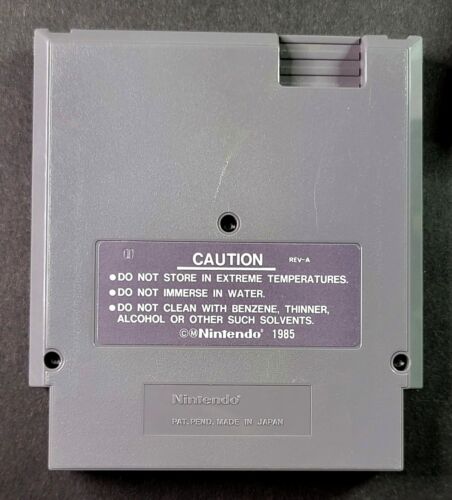 CAUTION REV-A
●DO NOT STORE IN EXTREME TEMPERATURES.
●DO NOT IMMERSE IN WATER.
●DO NOT CLEAN WITH BENZENE, THINNER,
ALCOHOL OR OTHER SUCH SOLVENTS.
©ⓂNintendo® 1985
Nintendo®
PAT. PEND. MADE IN JAPAN